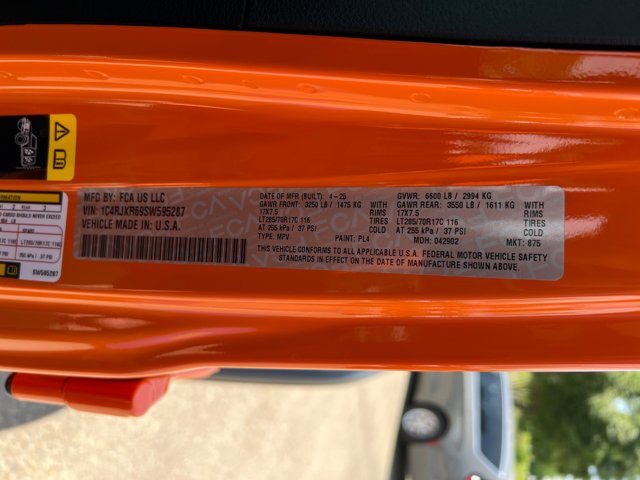 MFD BY: FCA US LLC
VIN: 1C4RJXR69SW595287
VEHICLE MADE IN: U.S.A.
DATE OF MFR (BUILT): 4-25
GAWR FRONT: 3250 LB / 1475 KG WITH
17X7.5 RIMS
LT285/70R17C 116 TIRES
AT 255 kPa / 37 PSI COLD
TYPE: MPV PAINT: PL4
GVWR: 6600 LB / 2994 KG
GAWR REAR: 3550 LB / 1611 KG WITH
17X7.5 RIMS
LT285/70R17C 116 TIRES
AT 255 kPa / 37 PSI COLD
MDH: 042902 MKT: 875
THIS VEHICLE CONFORMS TO ALL APPLICABLE U.S.A. FEDERAL MOTOR VEHICLE SAFETY
STANDARDS IN EFFECT ON THE DATE OF MANUFACTURE SHOWN ABOVE.
SW595287